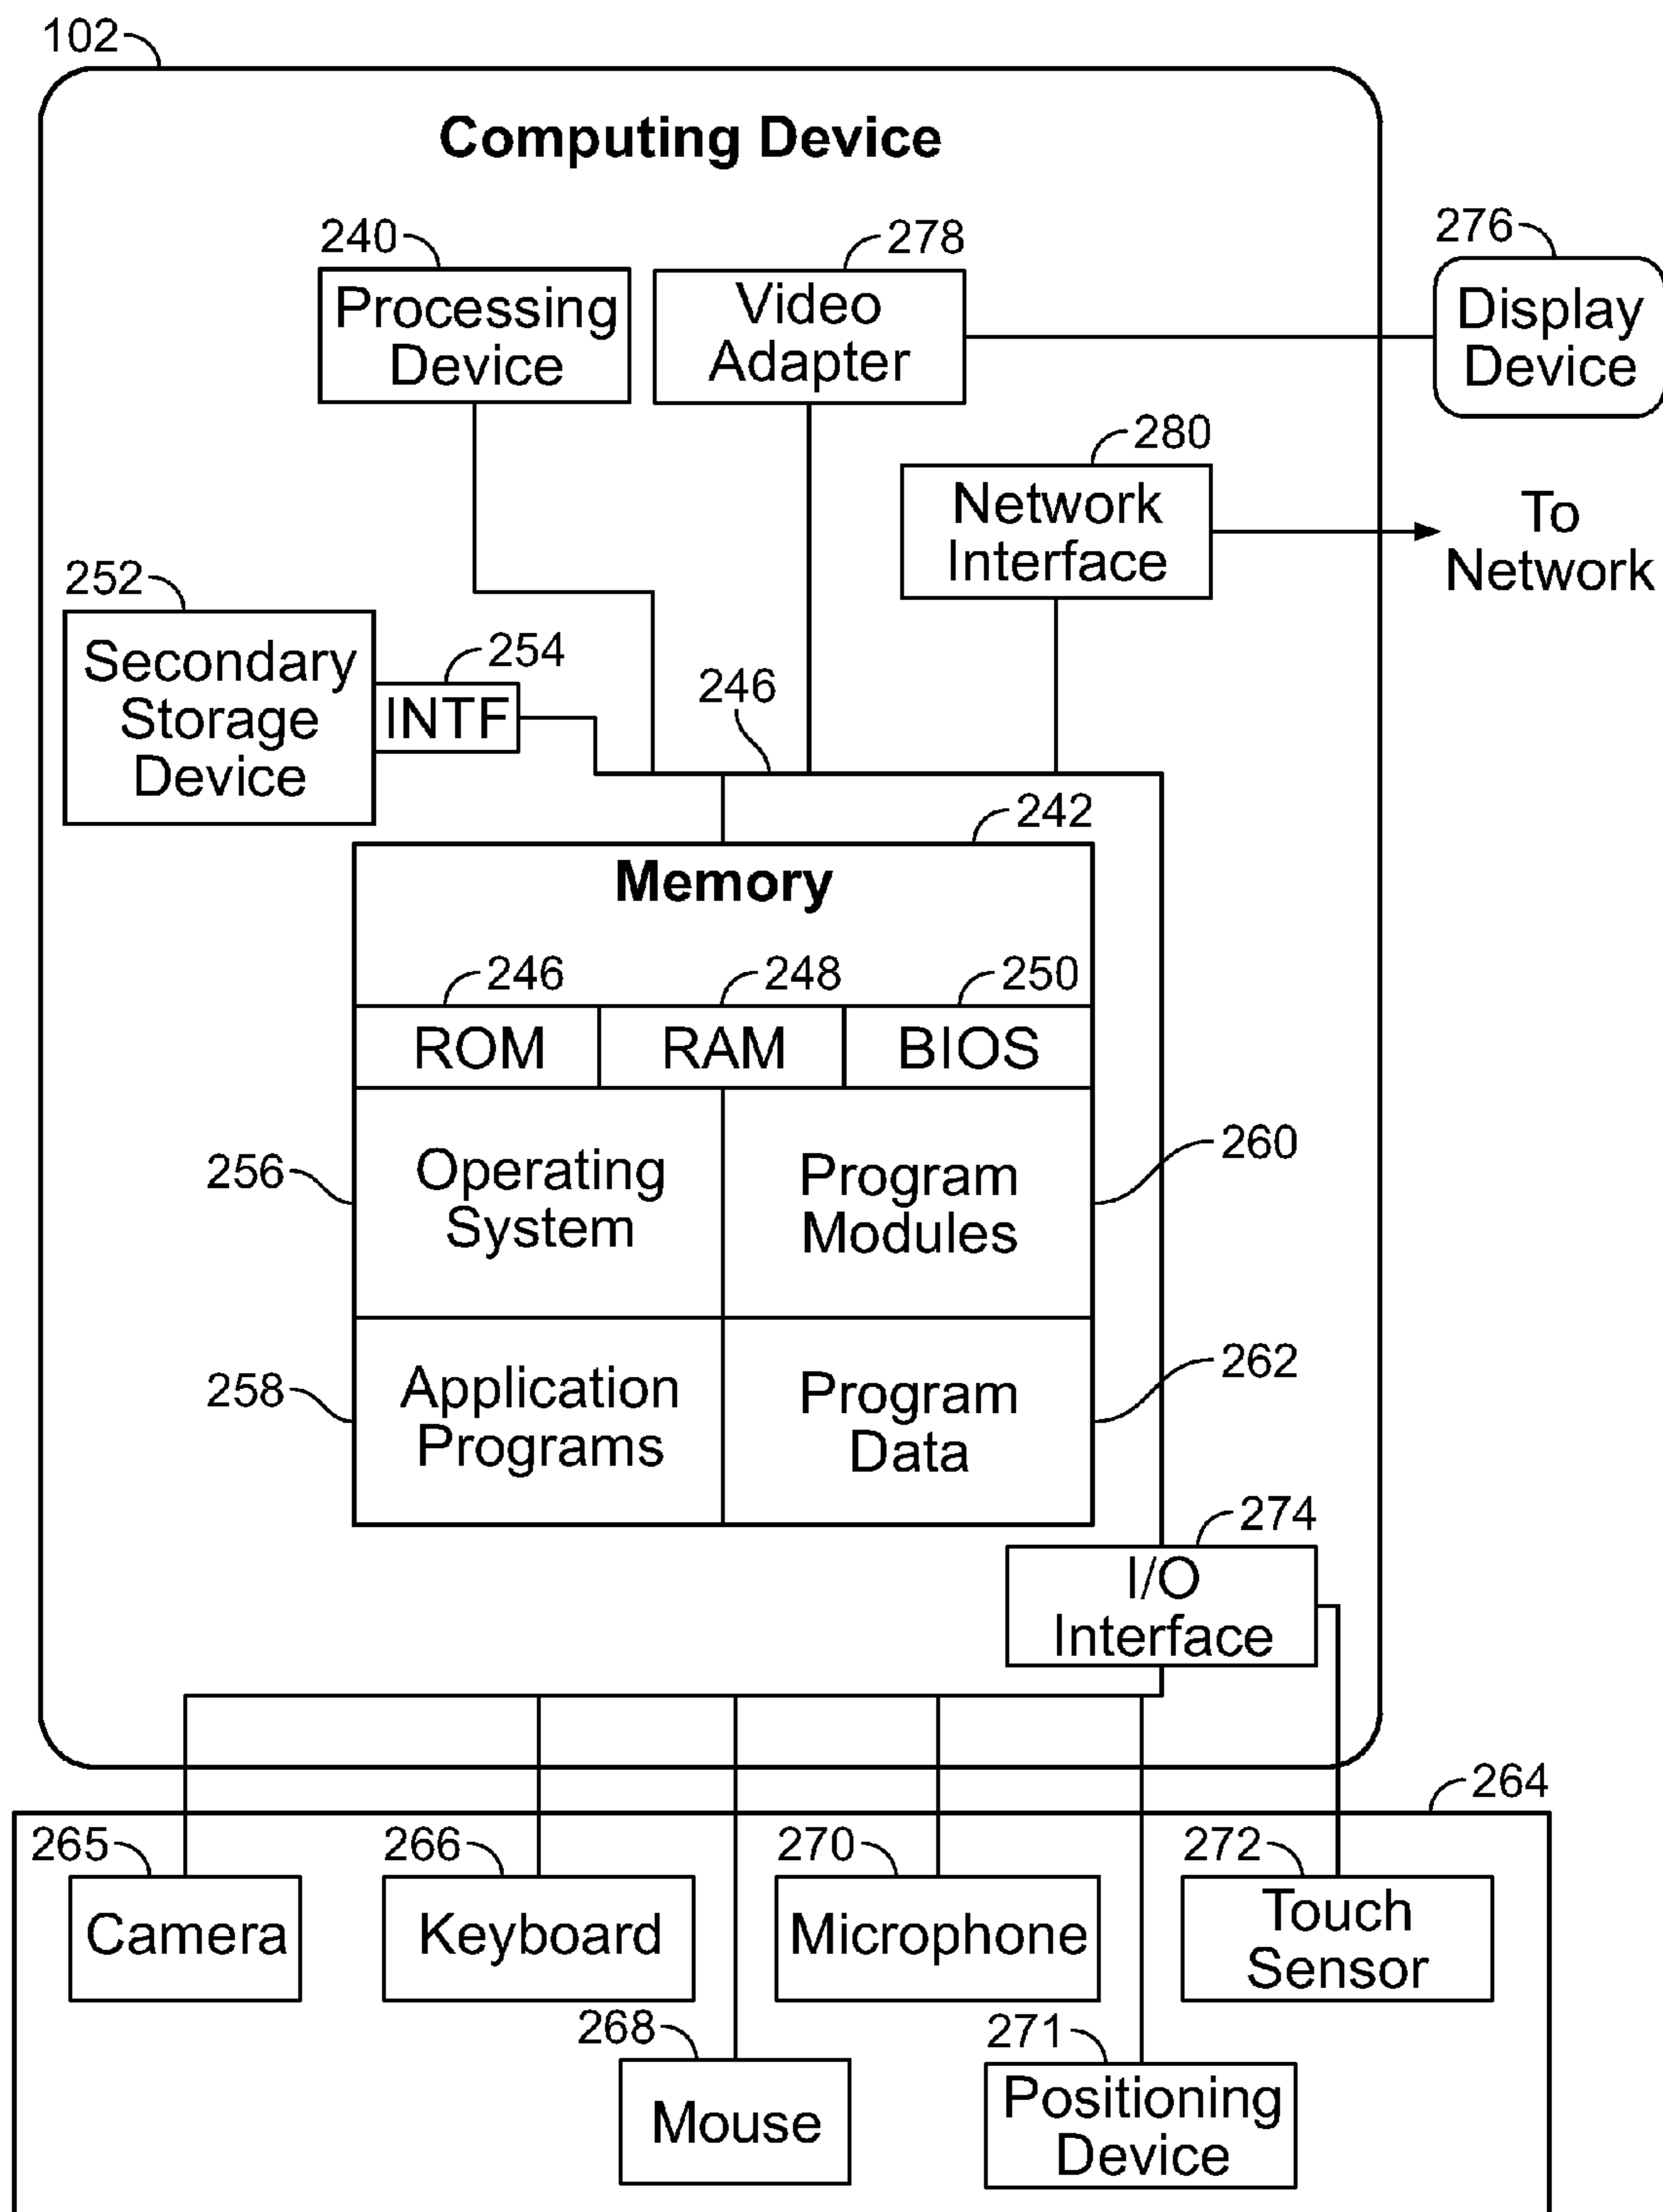 102
Computing Device
240
278
276
Processing
Device
Video
Adapter
Display
Device
280
Network
Interface
To
Network
252
Secondary
Storage
Device
254
INTF
246
242
Memory
246
248
250
ROM
RAM
BIOS
256
Operating
System
Program
Modules
260
258
Application
Programs
Program
Data
262
274
I/O
Interface
264
265
266
270
272
Camera
Keyboard
Microphone
Touch
Sensor
268
271
Mouse
Positioning
Device